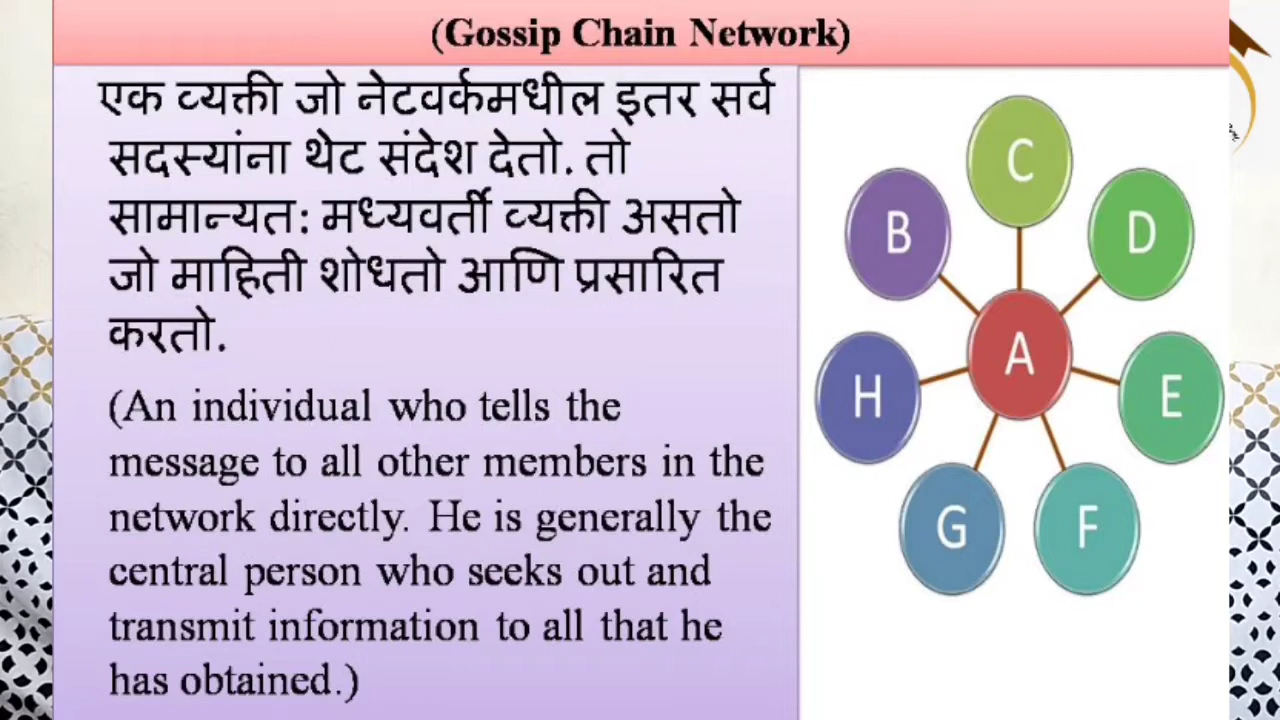 (Gossip Chain Network)
एक व्यक्ती जो नेटवर्कमधील इतर सर्व
सदस्यांना थेट संदेश देतो. तो
सामान्यत: मध्यवर्ती व्यक्ती असतो
जो माहिती शोधतो आणि प्रसारित
करतो.
(An individual who tells the
message to all other members in the
network directly. He is generally the
central person who seeks out and
transmit information to all that he
has obtained.)
C
B
D
A
H
E
G
F